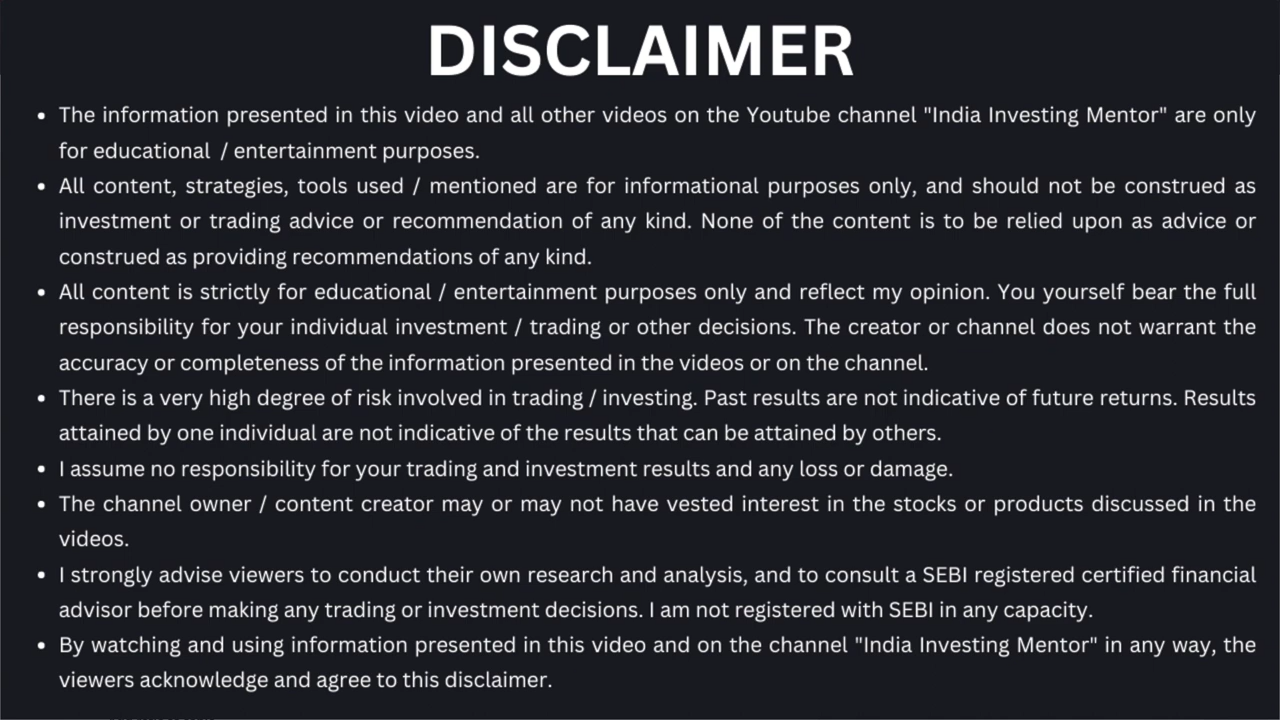 DISCLAIMER
• The information presented in this video and all other videos on the Youtube channel "India Investing Mentor" are only
for educational / entertainment purposes.
• All content, strategies, tools used / mentioned are for informational purposes only, and should not be construed as
investment or trading advice or recommendation of any kind. None of the content is to be relied upon as advice or
construed as providing recommendations of any kind.
• All content is strictly for educational / entertainment purposes only and reflect my opinion. You yourself bear the full
responsibility for your individual investment / trading or other decisions. The creator or channel does not warrant the
accuracy or completeness of the information presented in the videos or on the channel.
• There is a very high degree of risk involved in trading / investing. Past results are not indicative of future returns. Results
attained by one individual are not indicative of the results that can be attained by others.
• I assume no responsibility for your trading and investment results and any loss or damage.
• The channel owner / content creator may or may not have vested interest in the stocks or products discussed in the
videos.
• I strongly advise viewers to conduct their own research and analysis, and to consult a SEBI registered certified financial
advisor before making any trading or investment decisions. I am not registered with SEBI in any capacity.
• By watching and using information presented in this video and on the channel "India Investing Mentor" in any way, the
viewers acknowledge and agree to this disclaimer.